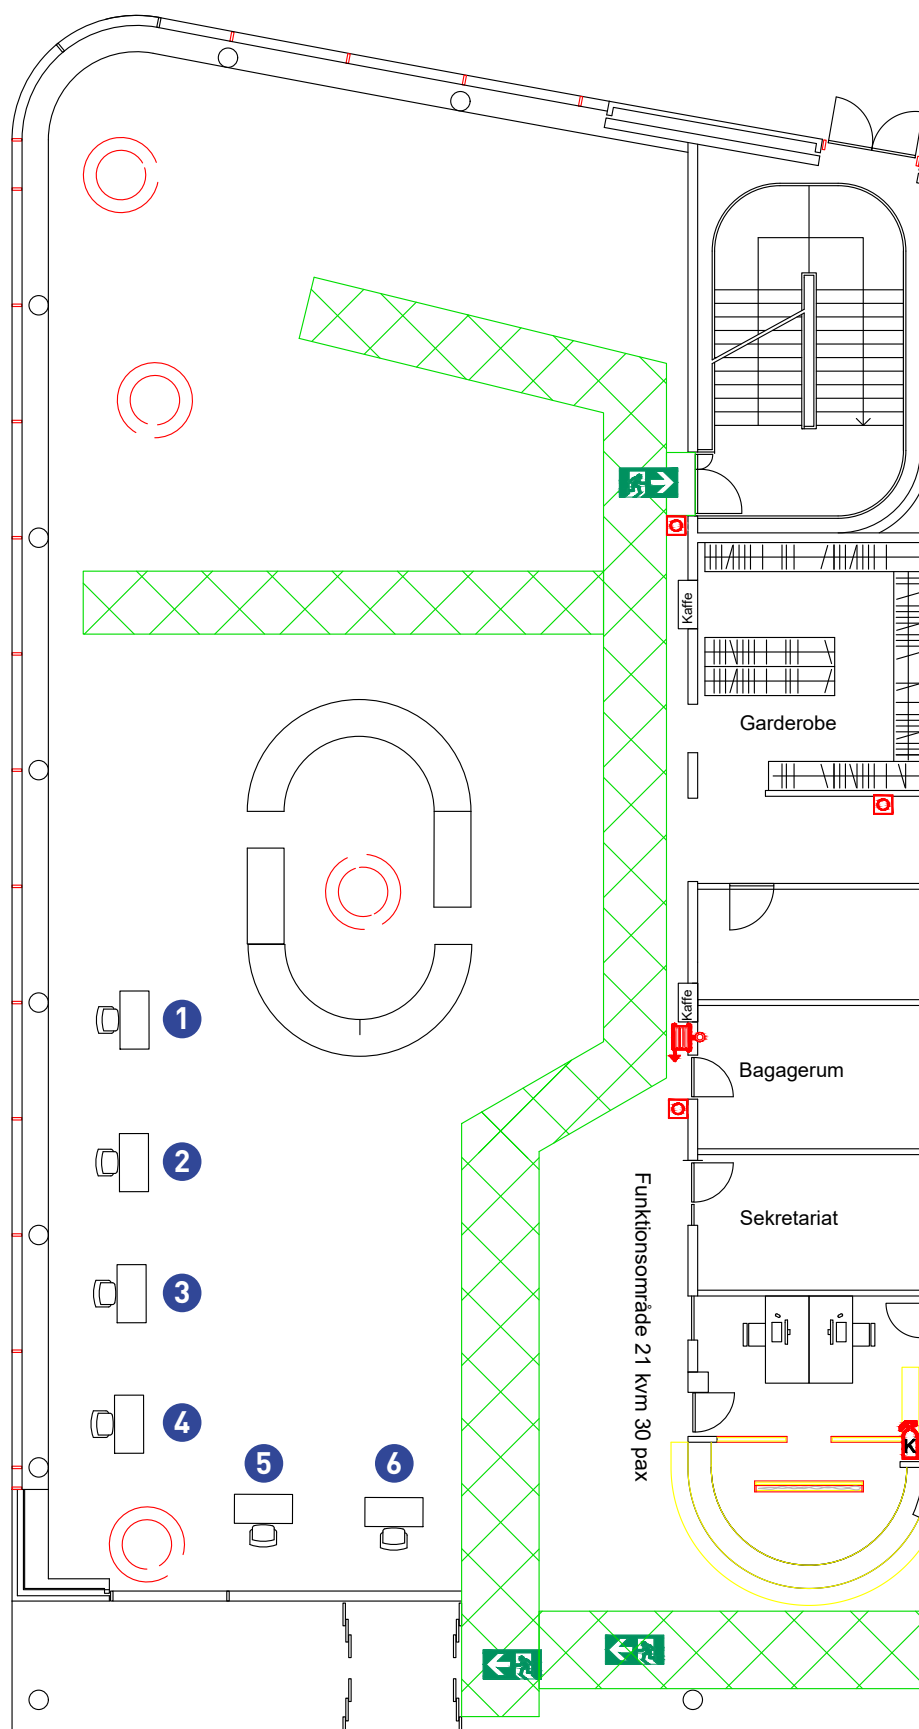 Kaffe
Garderobe
Kaffe
1
Bagagerum
2
Funktionsområde 21 kvm 30 pax
Sekretariat
3
4
5
6
K